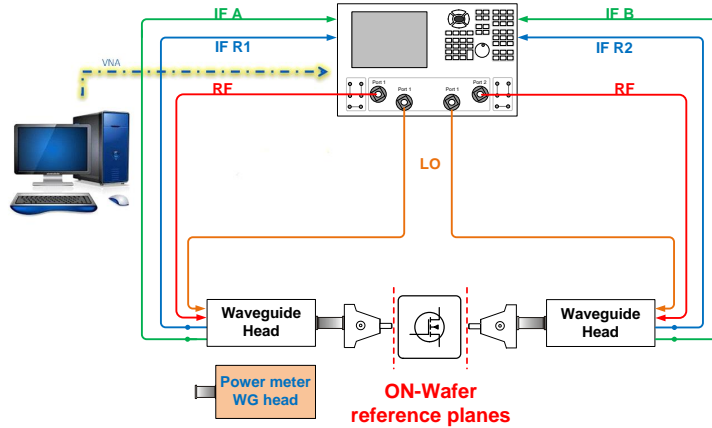 IF A
IF B
IF R1
IF R2
VNA
RF
RF
Port 1
Port 1
Port 1
Port 2
LO
Waveguide
Head
Waveguide
Head
Power meter
WG head
ON-Wafer
reference planes